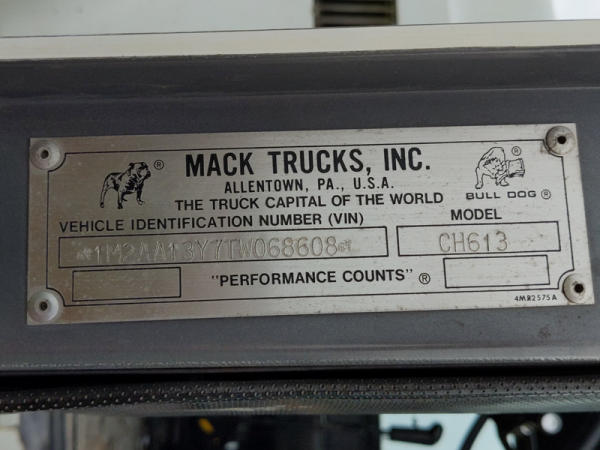 MACK TRUCKS, INC.
ALLENTOWN, PA., U.S.A.
THE TRUCK CAPITAL OF THE WORLD
BULL DOG ®
VEHICLE IDENTIFICATION NUMBER (VIN)
MODEL
1M2AA13Y7TW068608
CH613
"PERFORMANCE COUNTS" ®
4MR2575A